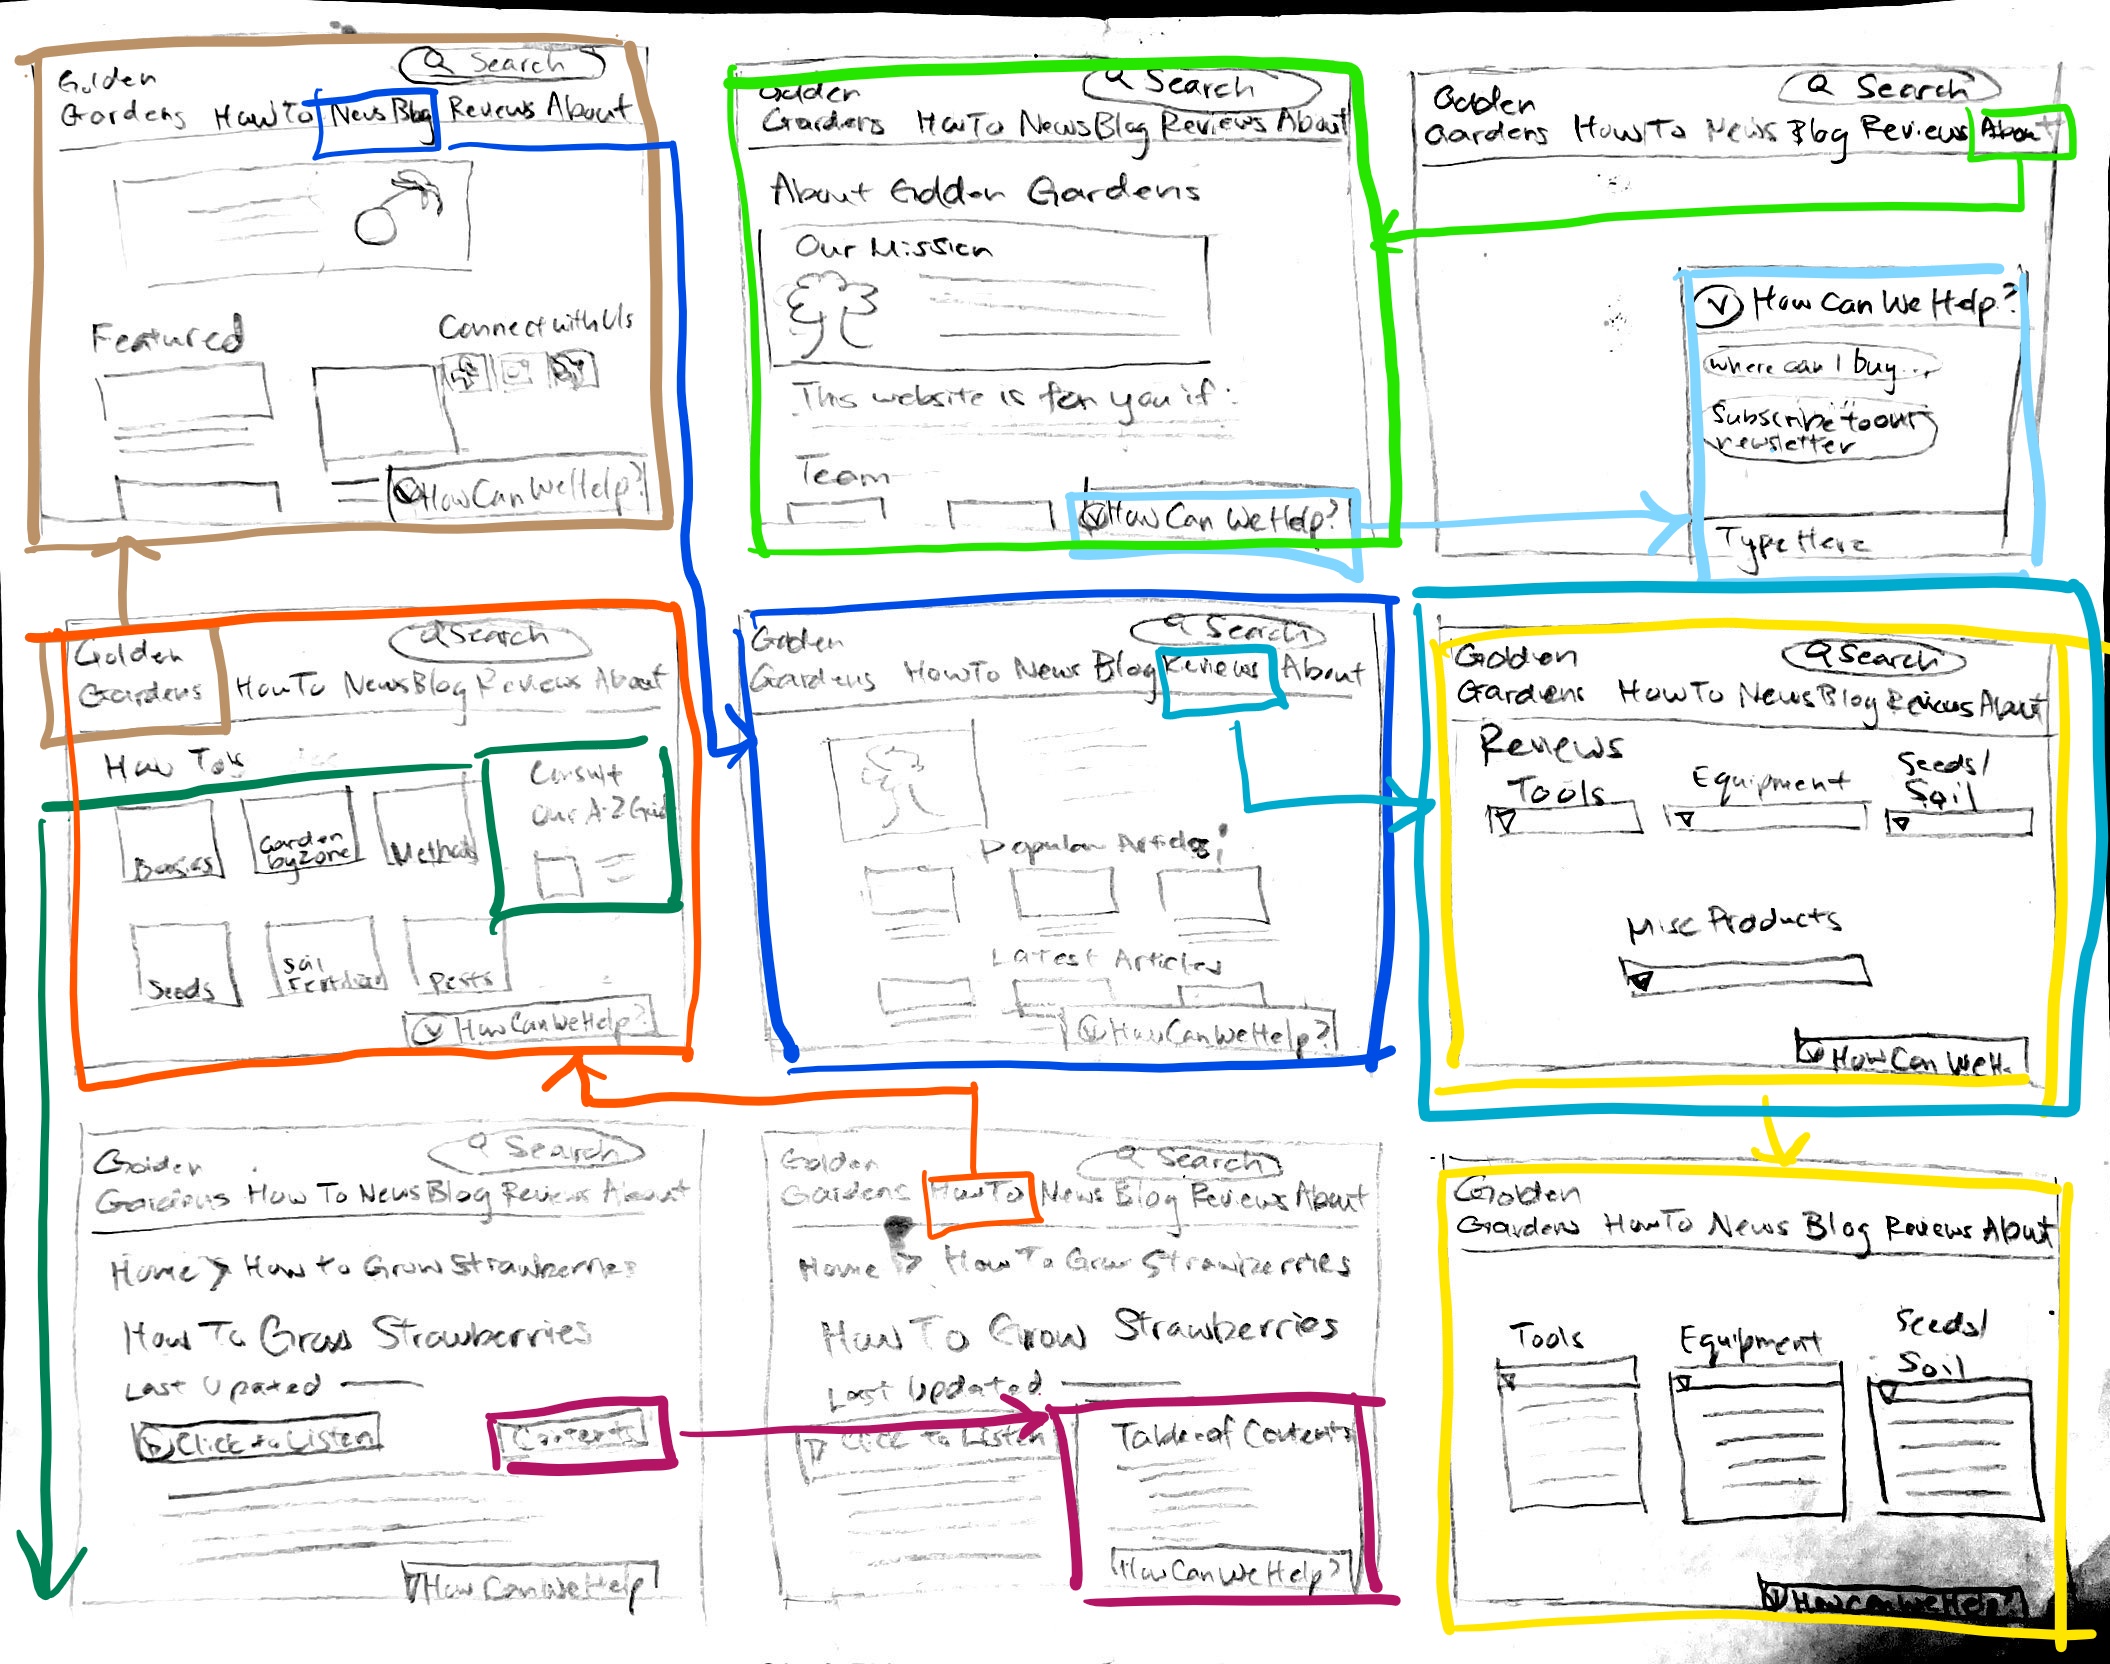 Search
Golden
Gardens HowTo News Blog Reviews About
Featured
Connect with Us
How Can We Help?
Search
Golden
Gardens HowTo News Blog Reviews About
About Golden Gardens
Our Mission
This website is for you if:
Team
How Can We Help?
Search
Golden
Gardens HowTo News Blog Reviews About
How Can We Help?
where can I buy...
Subscribe to our
newsletter
Type Here
Search
Golden
Gardens HowTo News Blog Reviews About
How Tos
Consult
Our A-Z Guid
Basics
Garden
by Zone
Methods
Seeds
Soil
Pests
How Can We Help?
Search
Golden
Gardens HowTo News Blog Reviews About
Popular Articles
Latest Articles
How Can We Help?
Search
Golden
Gardens HowTo News Blog Reviews About
Reviews
Tools
Equipment
Seeds/
Soil
Misc Products
How Can We H.
Search
Golden
Gardens How To News Blog Reviews About
Home > How to Grow Strawberries
How To Grow Strawberries
Last Upated
Click to Listen
Contents
How Can We Help
Search
Golden
Gardens HowTo News Blog Reviews About
Home > How To Grow Strawberries
How To Grow Strawberries
Last Updated
Click to Listen
Table of Contents
How Can We Help?
Golden
Gardens HowTo News Blog Reviews About
Tools
Equipment
Seeds/
Soil
How Can We Help?